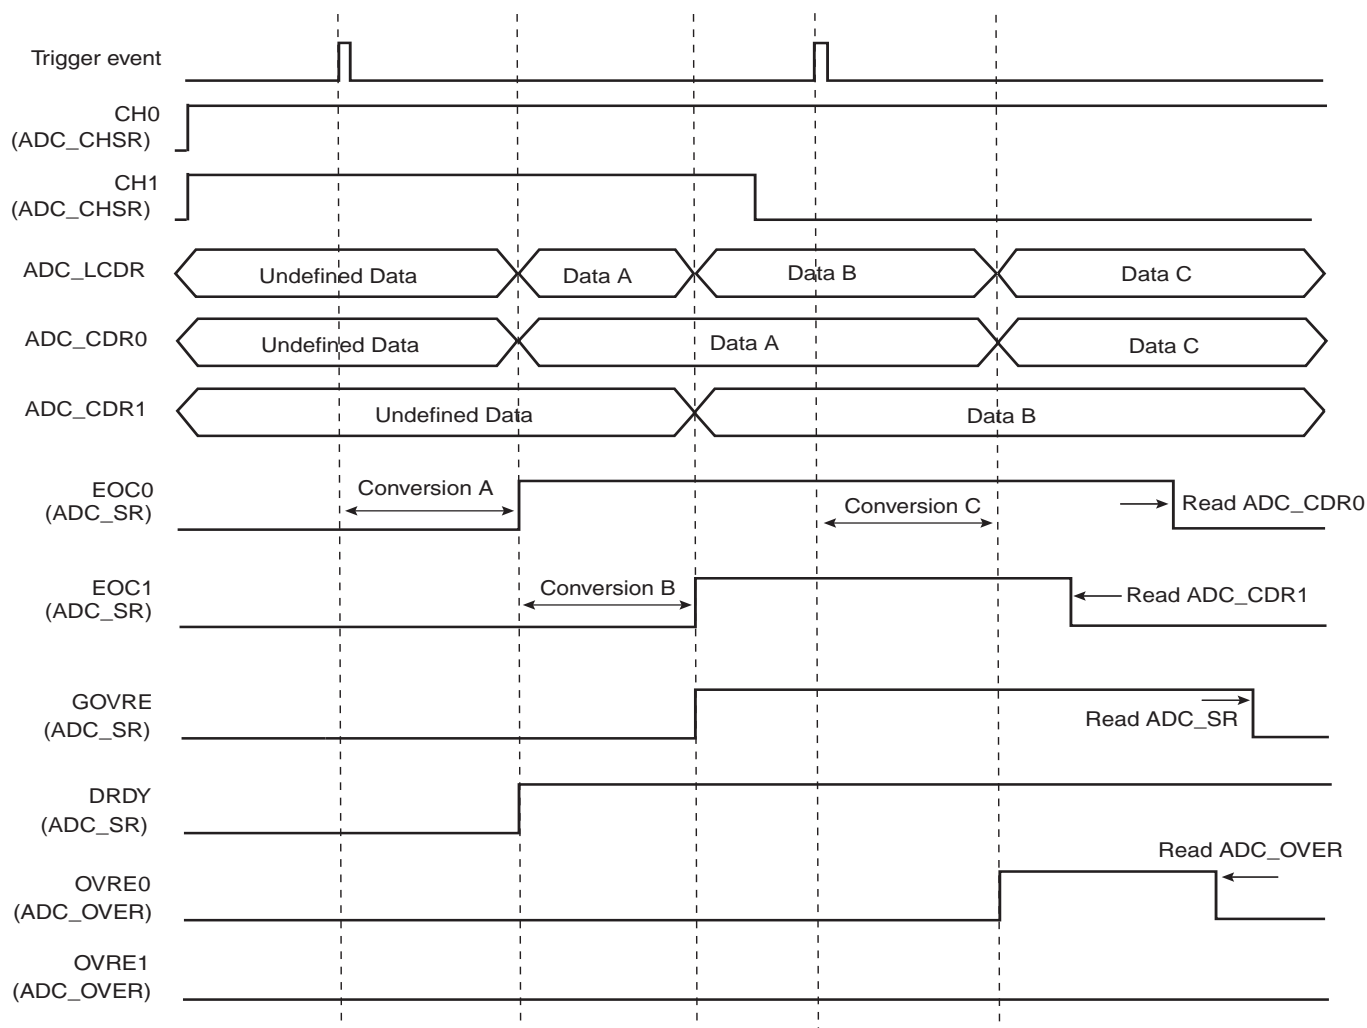 Trigger event
CH0
(ADC_CHSR)
CH1
(ADC_CHSR)
ADC_LCDR
Undefined Data
Data A
Data B
Data C
ADC_CDR0
Undefined Data
Data A
Data C
ADC_CDR1
Undefined Data
Data B
EOC0
(ADC_SR)
Conversion A
Conversion C
Read ADC_CDR0
EOC1
(ADC_SR)
Conversion B
Read ADC_CDR1
GOVRE
(ADC_SR)
Read ADC_SR
DRDY
(ADC_SR)
Read ADC_OVER
OVRE0
(ADC_OVER)
OVRE1
(ADC_OVER)